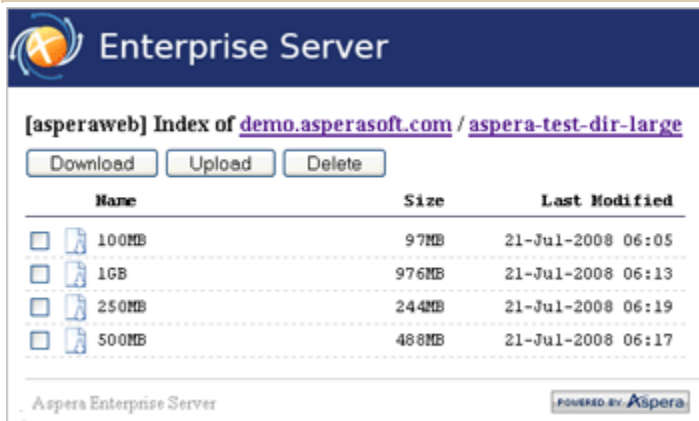 Enterprise Server
[asperaweb] Index of demo.asperasoft.com / aspera-test-dir-large
Download Upload Delete
Name Size Last Modified
100MB 97MB 21-Jul-2008 06:05
1GB 976MB 21-Jul-2008 06:13
250MB 244MB 21-Jul-2008 06:19
500MB 488MB 21-Jul-2008 06:17
Aspera Enterprise Server POWERED BY Aspera